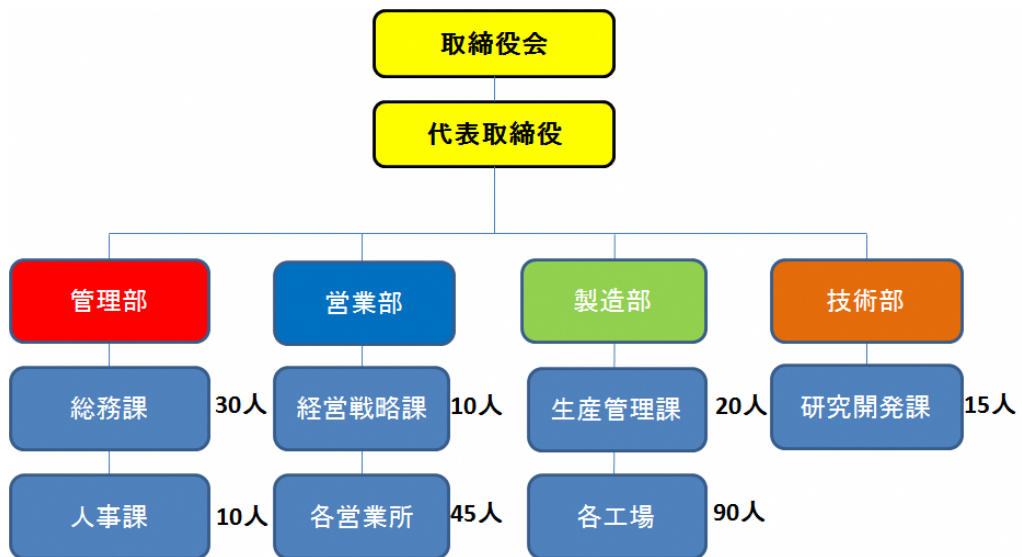 取締役会
代表取締役
管理部
営業部
製造部
技術部
総務課
30人
経営戦略課
10人
生産管理課
20人
研究開発課
15人
人事課
10人
各営業所
45人
各工場
90人